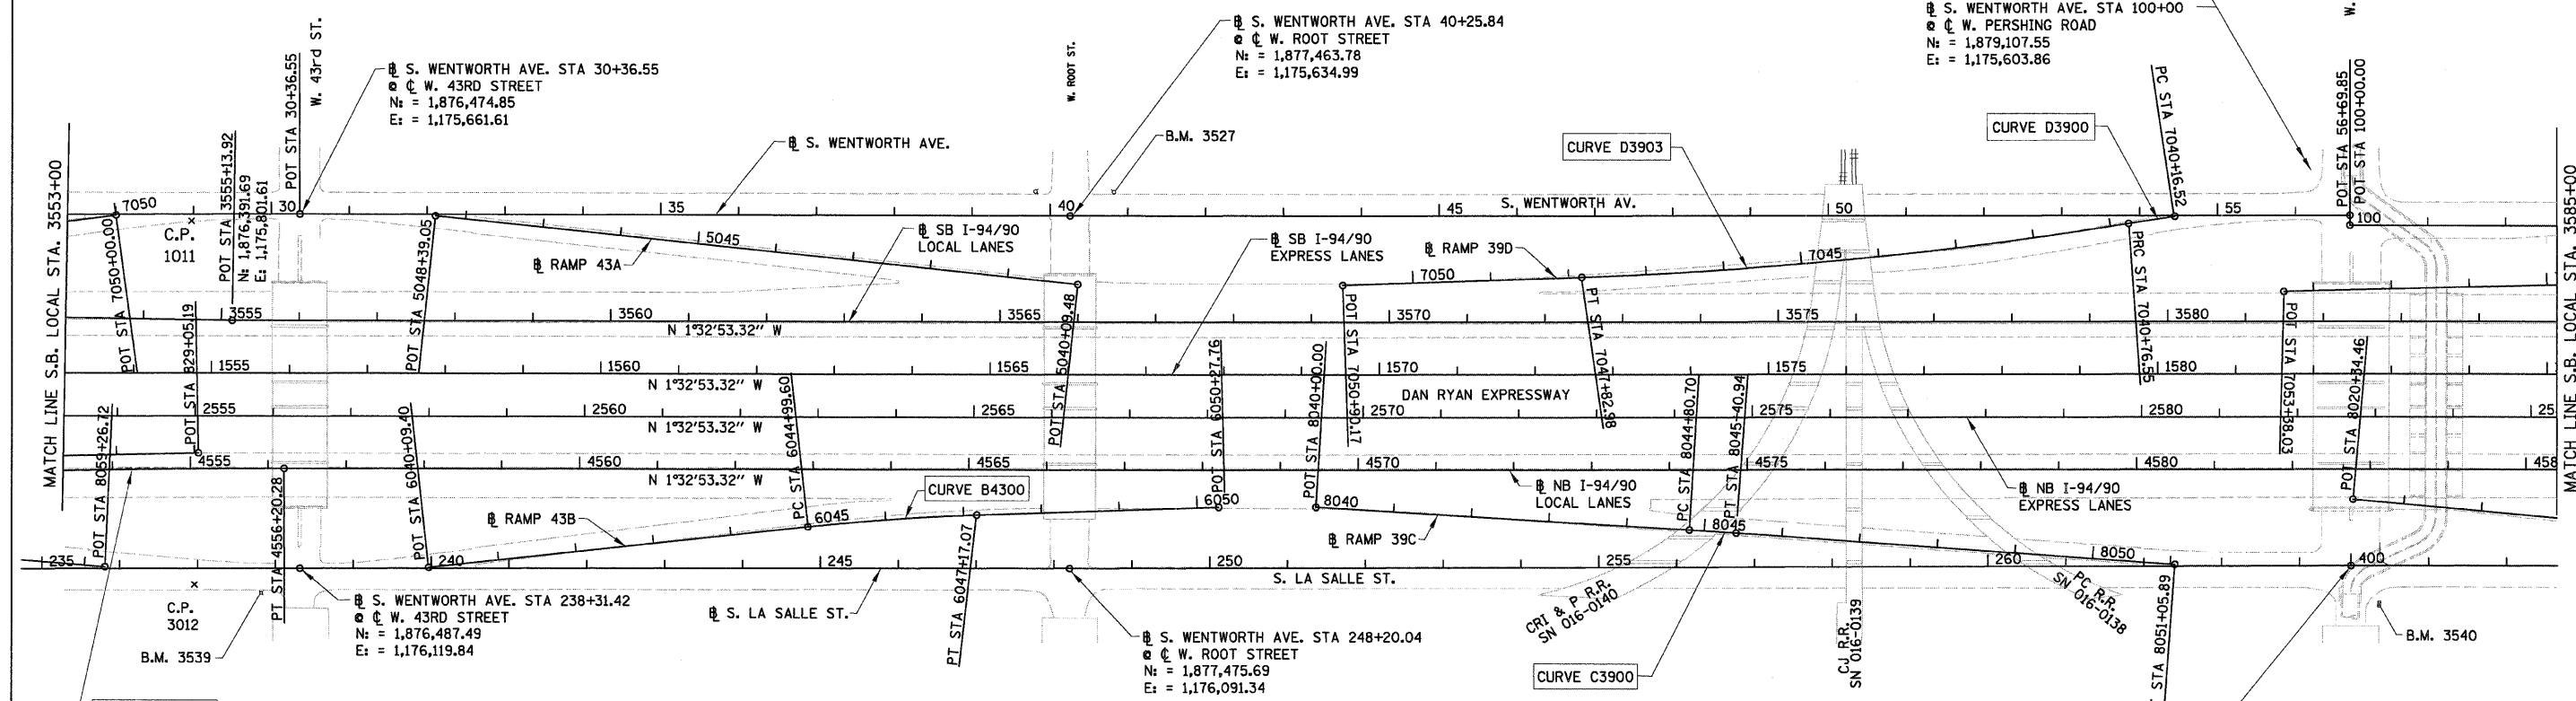 MATCH LINE S.B. LOCAL STA. 3553+00
W. 43rd ST.
POT STA 30+36.55
℄ S. WENTWORTH AVE. STA 30+36.55
@ ℄ W. 43RD STREET
N: = 1,876,474.85
E: = 1,175,661.61
W. ROOT ST.
℄ S. WENTWORTH AVE. STA 40+25.84
@ ℄ W. ROOT STREET
N: = 1,877,463.78
E: = 1,175,634.99
℄ S. WENTWORTH AVE. STA 100+00
@ ℄ W. PERSHING ROAD
N: = 1,879,107.55
E: = 1,175,603.86
W.
PC STA 7040+16.52
POT STA 56+69.85
POT STA 100+00.00
MATCH LINE S.B. LOCAL STA. 3585+00
POT STA 3555+13.92
N: 1,876,391.69
E: 1,175,801.61
℄ S. WENTWORTH AVE.
B.M. 3527
CURVE D3903
CURVE D3900
7050
30
35
40
45
S. WENTWORTH AV.
50
55
100
C.P.
1011
POT STA 7050+00.00
POT STA 829+05.19
POT STA 5048+39.05
℄ RAMP 43A
5045
℄ SB I-94/90
LOCAL LANES
℄ SB I-94/90
EXPRESS LANES
℄ RAMP 39D
7050
7045
3555
3560
N 1°32'53.32" W
3565
POT STA 5040+09.48
3570
3575
3580
POT STA 7050+90.17
PT STA 7047+82.98
PRC STA 7040+76.55
POT STA 7053+38.03
POT STA 8020+34.46
1555
1560
N 1°32'53.32" W
1565
1570
1575
1580
DAN RYAN EXPRESSWAY
2555
2560
N 1°32'53.32" W
2565
2570
2575
2580
25
POT STA 8059+26.72
POT STA 6040+09.40
PC STA 6044+99.60
POT STA 6050+27.76
POT STA 8040+00.00
PC STA 8044+80.70
PT STA 8045+40.94
4555
4560
N 1°32'53.32" W
4565
4570
4575
4580
458
PT STA 4556+20.28
CURVE B4300
℄ NB I-94/90
LOCAL LANES
℄ NB I-94/90
EXPRESS LANES
℄ RAMP 43B
6045
6050
8040
℄ RAMP 39C
8045
8050
235
240
245
250
255
260
400
S. LA SALLE ST.
C.P.
3012
B.M. 3539
℄ S. WENTWORTH AVE. STA 238+31.42
@ ℄ W. 43RD STREET
N: = 1,876,487.49
E: = 1,176,119.84
℄ S. LA SALLE ST.
PT STA 6047+17.07
℄ S. WENTWORTH AVE. STA 248+20.04
@ ℄ W. ROOT STREET
N: = 1,877,475.69
E: = 1,176,091.34
CRI & P R.R.
SN 016-0140
CURVE C3900
CJ R.R.
SN 016-0139
PC R.R.
SN 016-0138
STA 8051+05.89
B.M. 3540